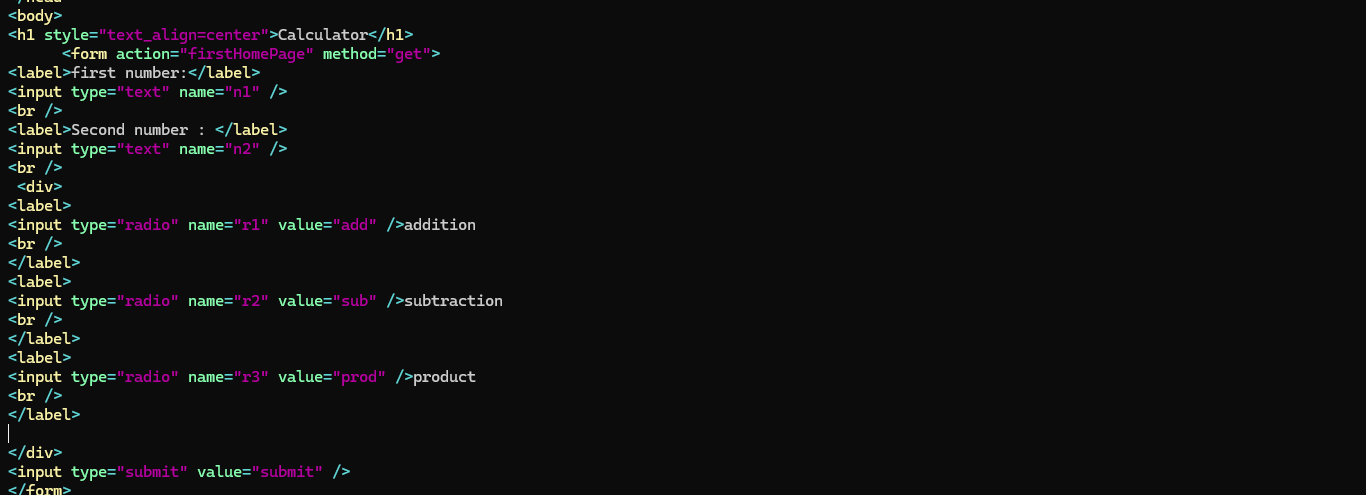 </head
<body>
<h1 style="text_align=center">Calculator</h1>
      <form action="firstHomePage" method="get">
<label>first number:</label>
<input type="text" name="n1" />
<br />
<label>Second number : </label>
<input type="text" name="n2" />
<br />
 <div>
<label>
<input type="radio" name="r1" value="add" />addition
<br />
</label>
<label>
<input type="radio" name="r2" value="sub" />subtraction
<br />
</label>
<label>
<input type="radio" name="r3" value="prod" />product
<br />
</label>
</div>
<input type="submit" value="submit" />
</form>